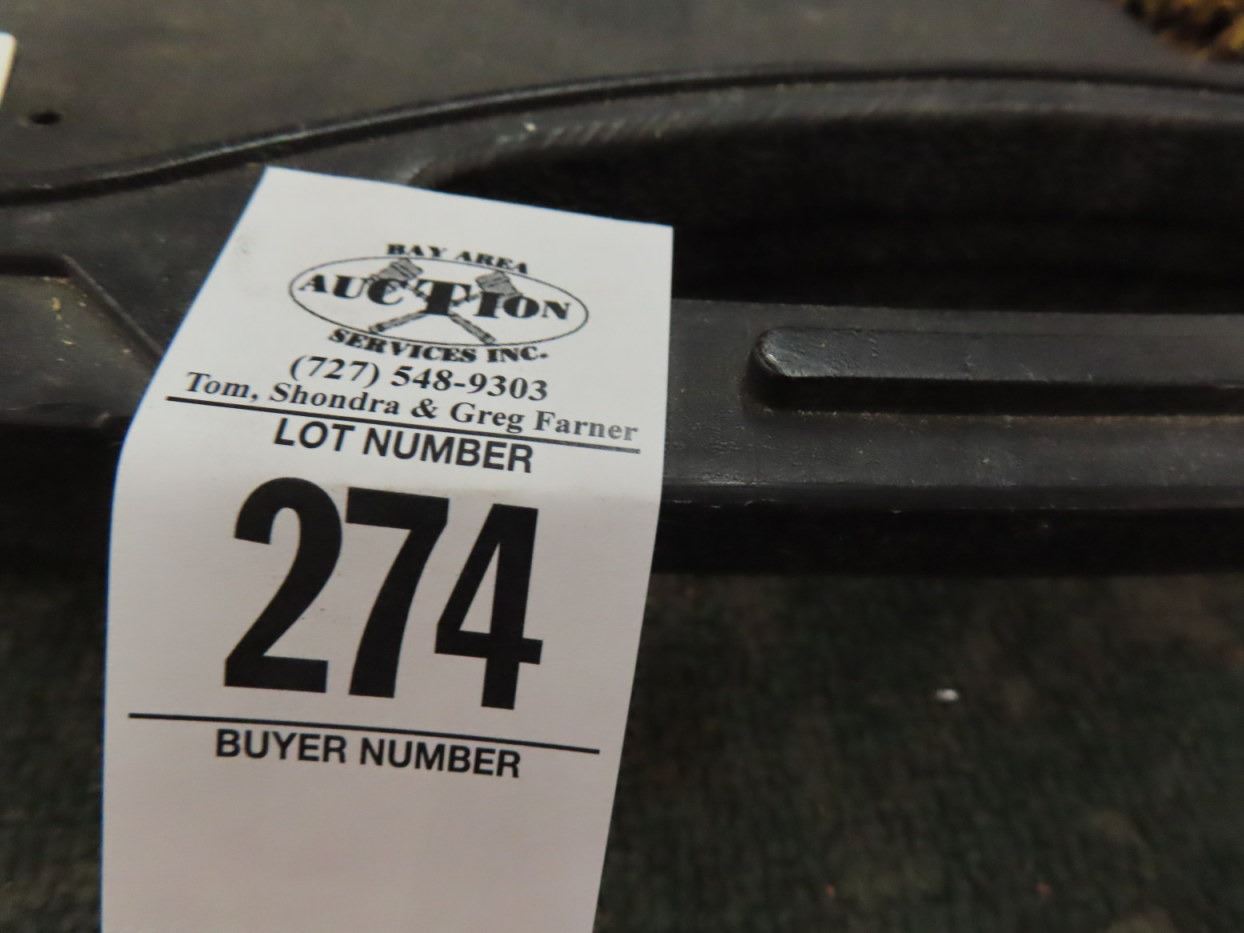 BAY AREA
AUCTION
SERVICES INC.
(727) 548-9303
Tom, Shondra & Greg Farner
LOT NUMBER
274
BUYER NUMBER